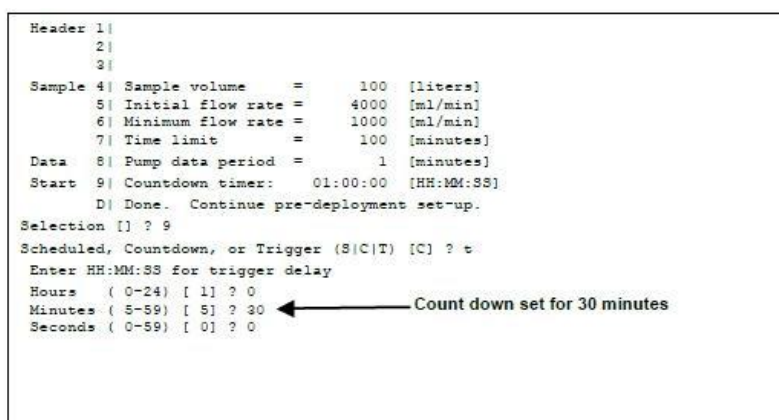 Header 1|
2|
3|
Sample 4| Sample volume = 100 [liters]
5| Initial flow rate = 4000 [ml/min]
6| Minimum flow rate = 1000 [ml/min]
7| Time limit = 100 [minutes]
Data 8| Pump data period = 1 [minutes]
Start 9| Countdown timer: 01:00:00 [HH:MM:SS]
D| Done. Continue pre-deployment set-up.
Selection [] ? 9
Scheduled, Countdown, or Trigger (S|C|T) [C] ? t
Enter HH:MM:SS for trigger delay
Hours ( 0-24) [ 1] ? 0
Minutes ( 5-59) [ 5] ? 30 Count down set for 30 minutes
Seconds ( 0-59) [ 0] ? 0